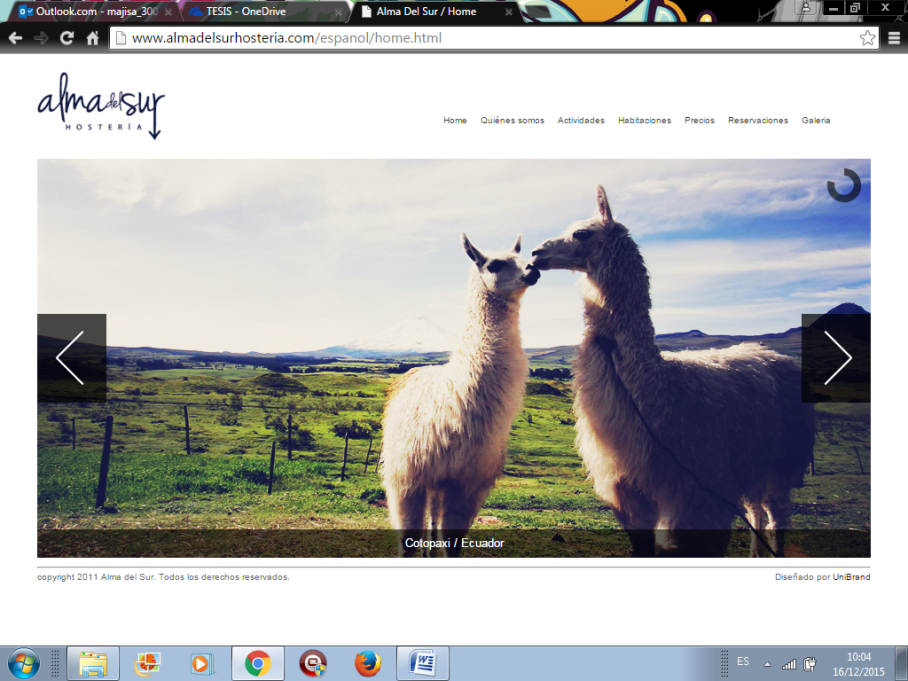 Outlook.com - majisa_300
TESIS - OneDrive
Alma Del Sur / Home
www.almadelsurhosteria.com/espanol/home.html
alma del sur
HOSTERÍA
Home Quiénes somos Actividades Habitaciones Precios Reservaciones Galeria
Cotopaxi / Ecuador
copyright 2011 Alma del Sur. Todos los derechos reservados.
Diseñado por UniBrand
ES
10:04
16/12/2015